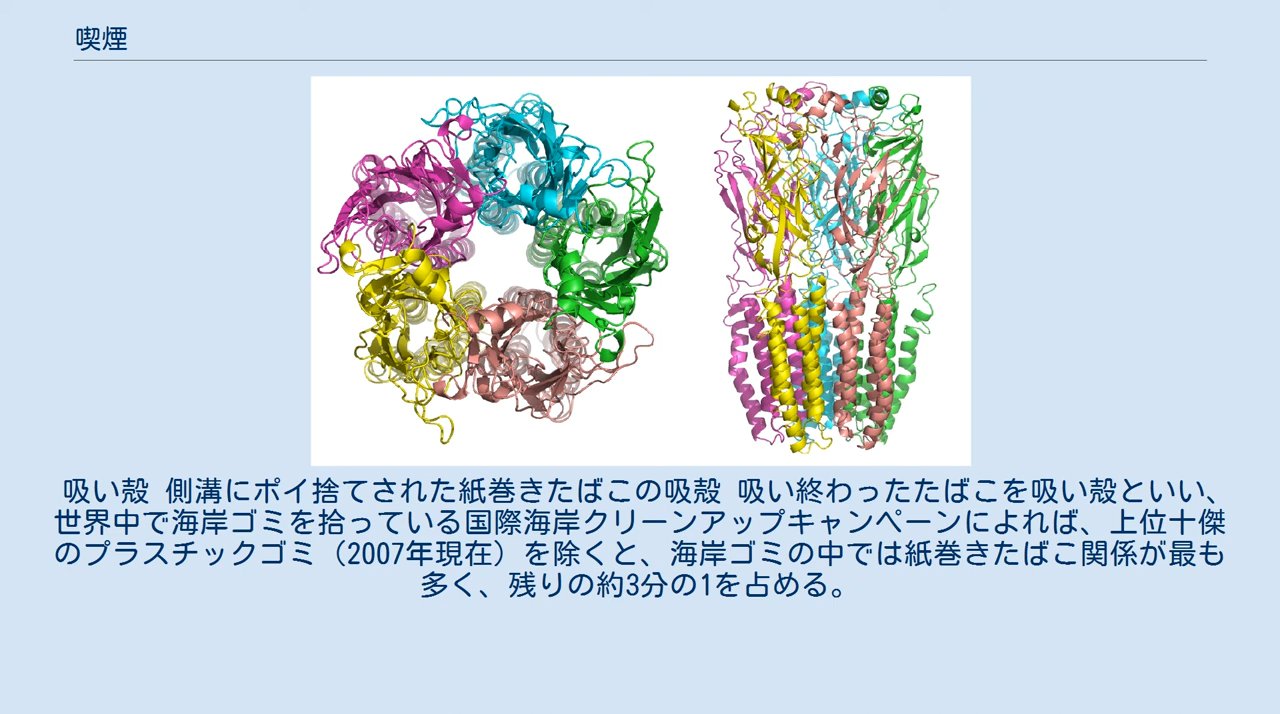 喫煙
吸い殻 側溝にポイ捨てされた紙巻きたばこの吸殻 吸い終わったたばこを吸い殻といい、
世界中で海岸ゴミを拾っている国際海岸クリーンアップキャンペーンによれば、上位十傑
のプラスチックゴミ（2007年現在）を除くと、海岸ゴミの中では紙巻きたばこ関係が最も
多く、残りの約3分の1を占める。